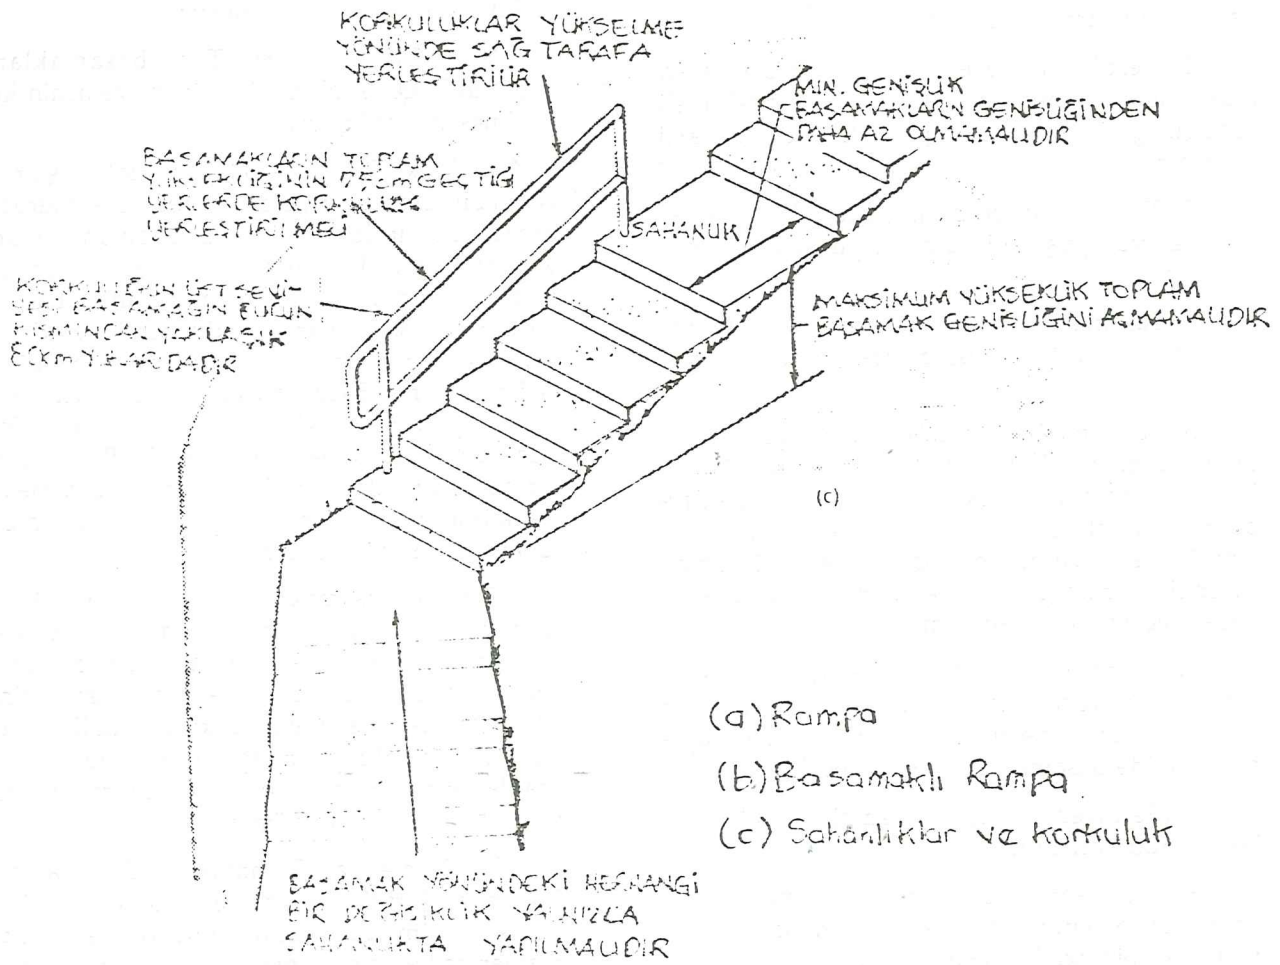 KORKULUKLAR YÜKSELME
YÖNÜNDE SAĞ TARAFA
YERLEŞTİRİLİR
MIN. GENİŞLİK
BASAMAKLARIN GENİŞLİĞİNDEN
DAHA AZ OLMAMALIDIR
BASAMAKLARIN TOPLAM
YÜKSEKLİĞİNİN 75cm GEÇTİĞİ
YERLERDE KORKULUK
YERLEŞTİRİLMELİ
SAHANLIK
KORKULUĞUN ÜST SEVİ-
YESİ BASAMAĞIN BURUN
KISMINDAN YAKLAŞIK
YUKARIDADIR
MAKSİMUM YÜKSEKLİK TOPLAM
BASAMAK GENİŞLİĞİNİ AŞMAMALIDIR
(c)
(a) Rampa
(b) Basamaklı Rampa
(c) Sahanlıklar ve korkuluk
BASAMAK YÖNÜNDEKİ HERHANGİ
BİR DEĞİŞİKLİK YALNIZCA
SAHANLIKTA YAPILMALIDIR